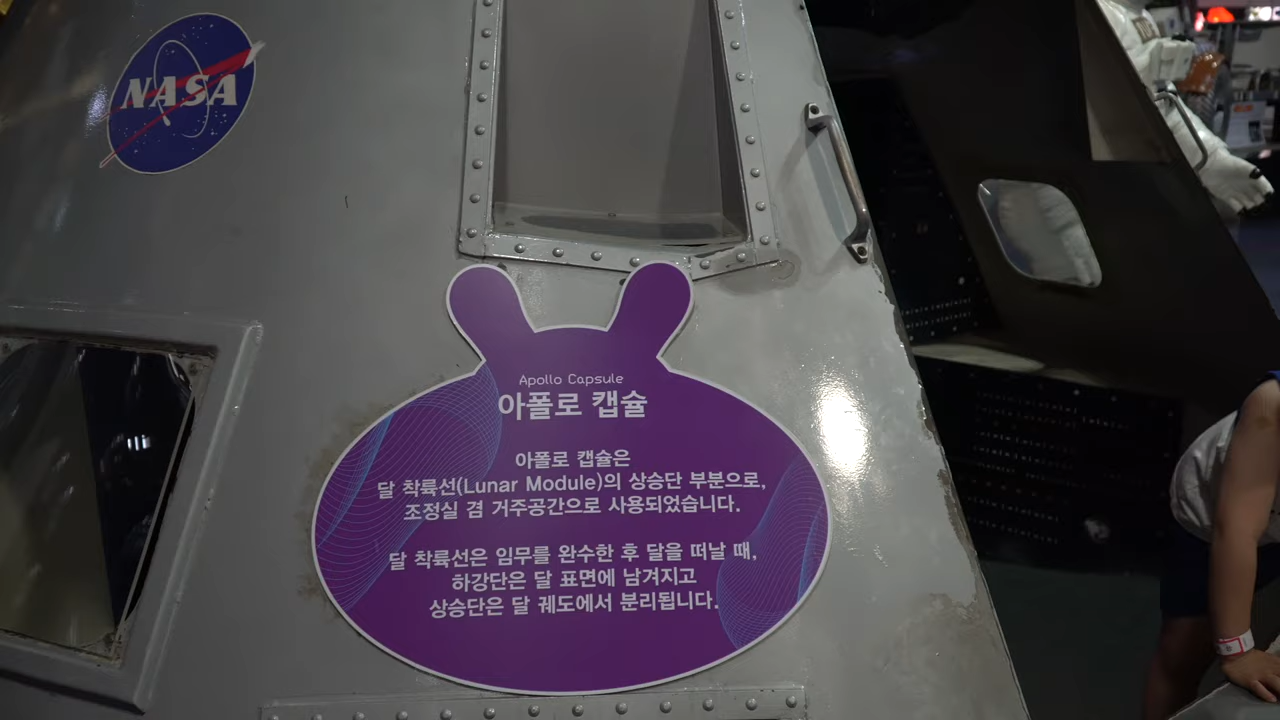 NASA
Apollo Capsule
아폴로 캡슐
아폴로 캡슐은
달 착륙선(Lunar Module)의 상승단 부분으로,
조정실 겸 거주공간으로 사용되었습니다.
달 착륙선은 임무를 완수한 후 달을 떠날 때,
하강단은 달 표면에 남겨지고
상승단은 달 궤도에서 분리됩니다.